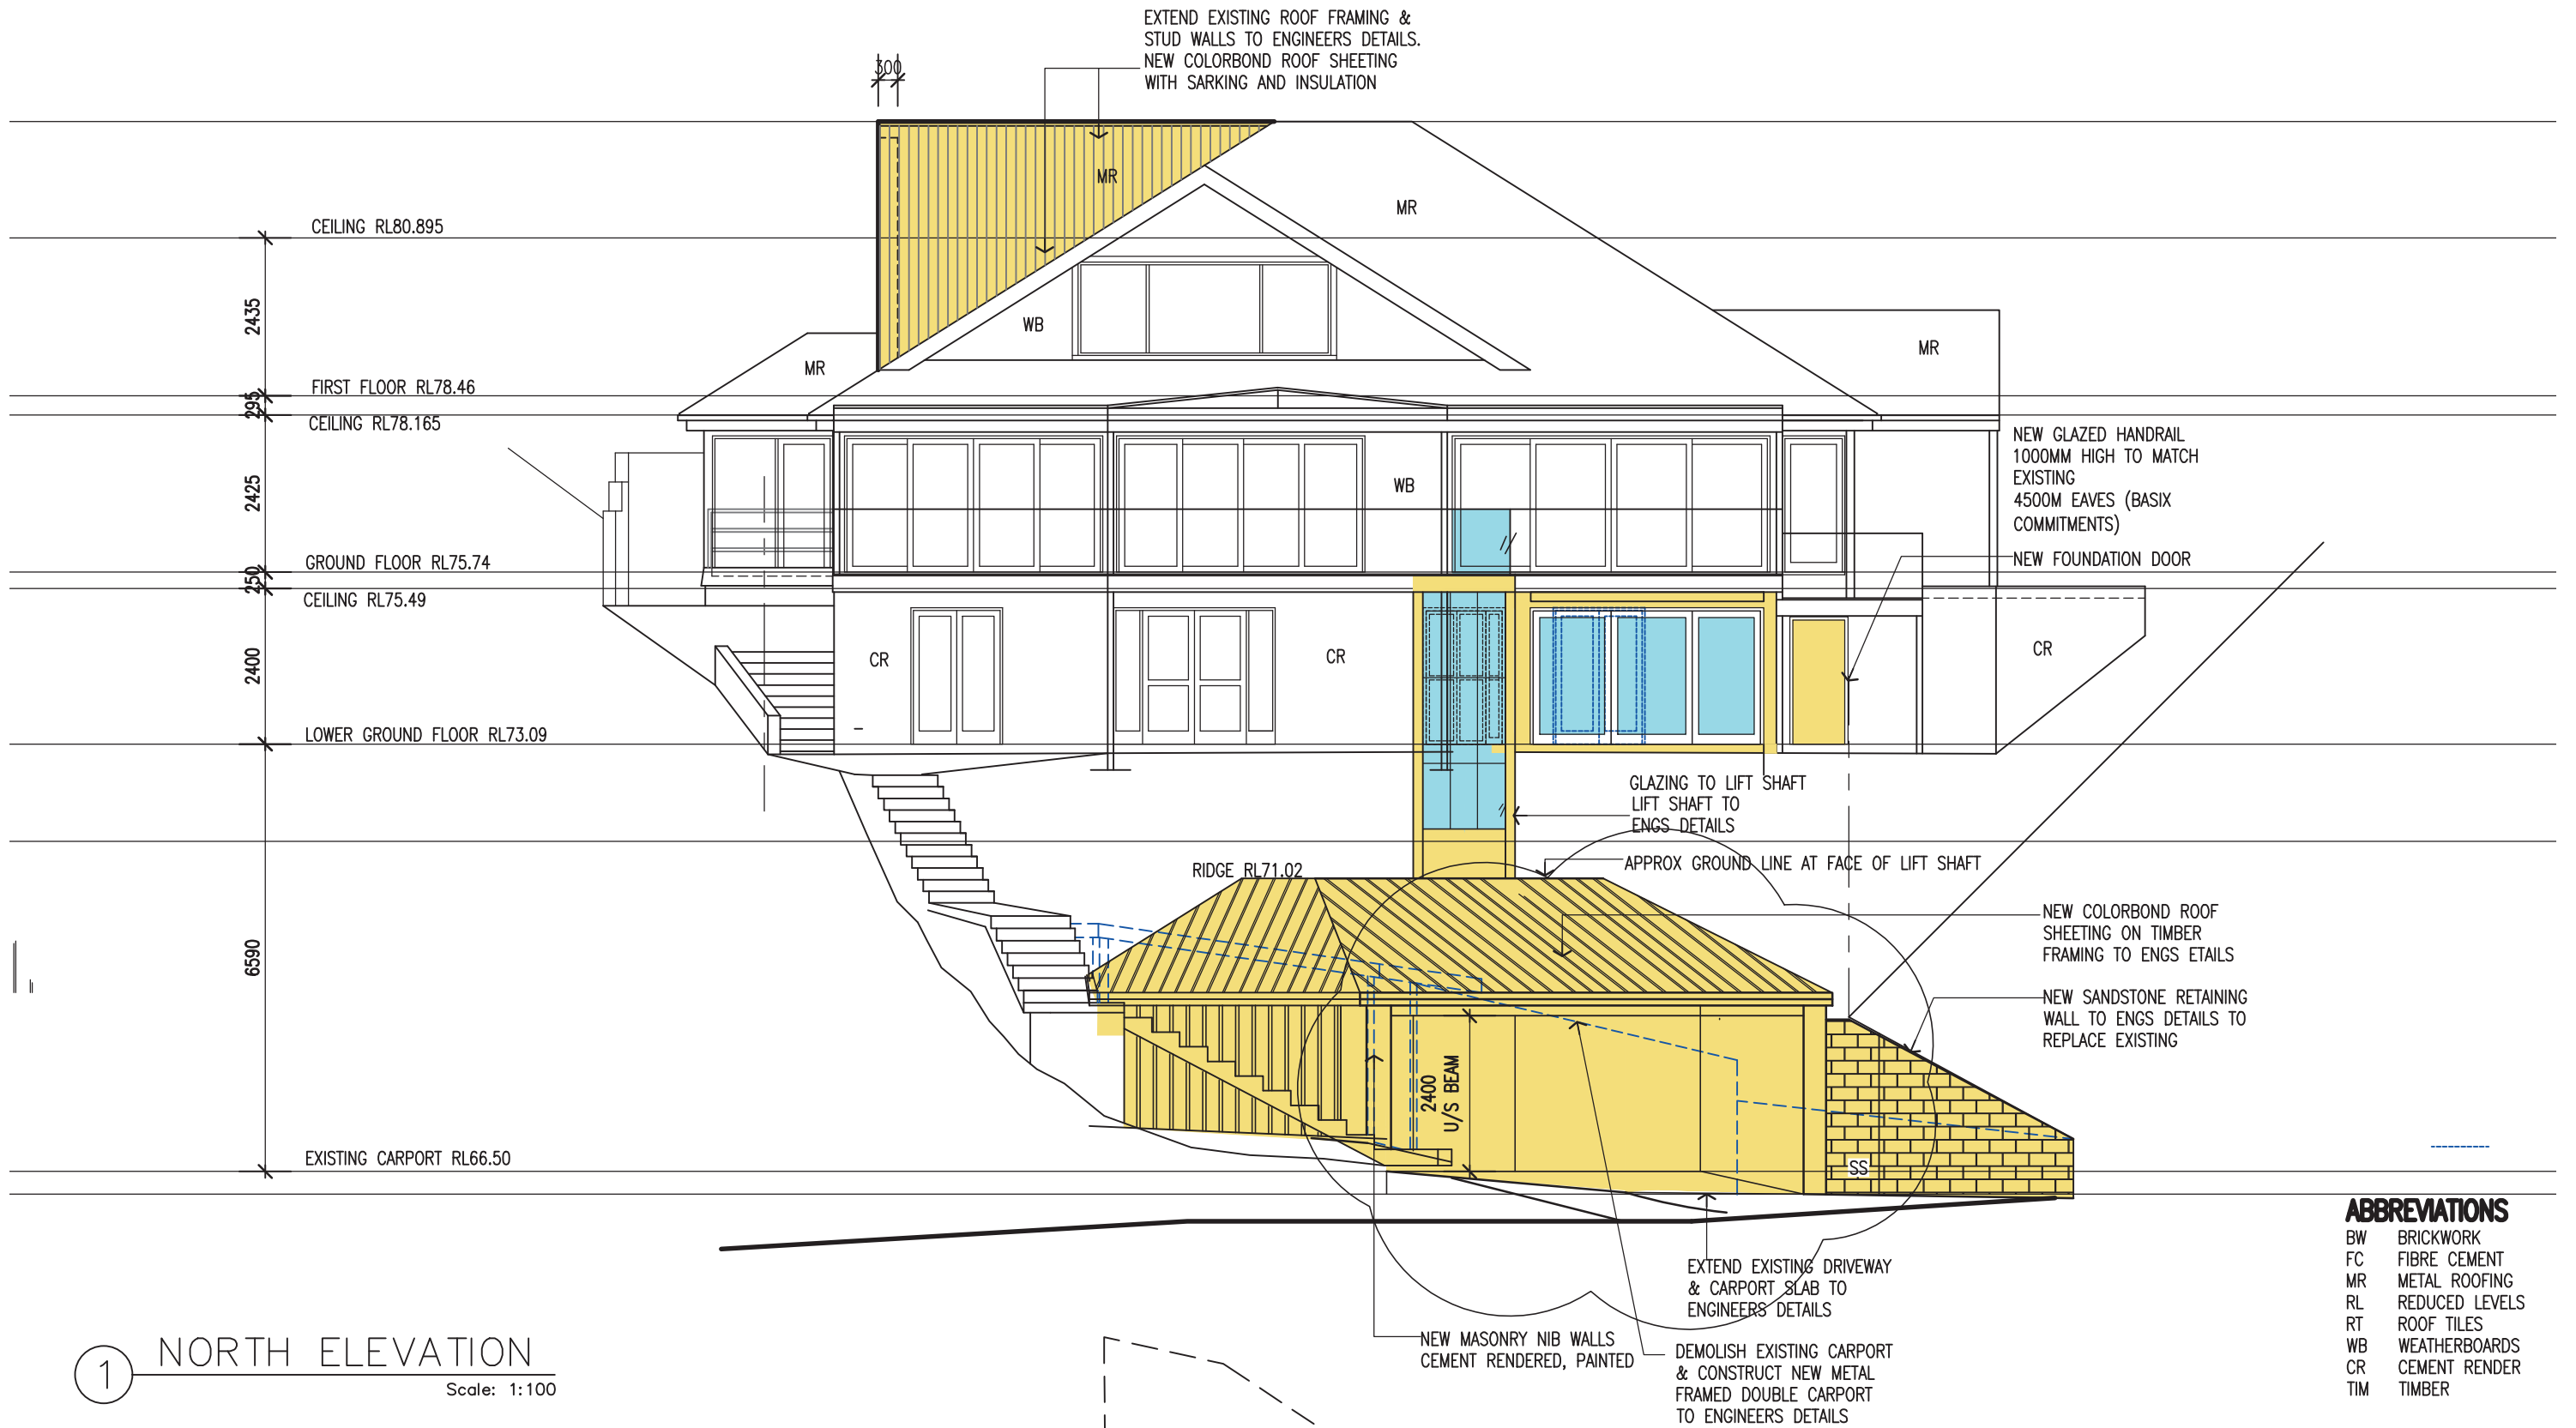 EXTEND EXISTING ROOF FRAMING &
STUD WALLS TO ENGINEERS DETAILS.
NEW COLORBOND ROOF SHEETING
WITH SARKING AND INSULATION
300
MR
MR
CEILING RL80.895
2435
WB
MR
MR
FIRST FLOOR RL78.46
295
CEILING RL78.165
2425
WB
NEW GLAZED HANDRAIL
1000MM HIGH TO MATCH
EXISTING
4500M EAVES (BASIX
COMMITMENTS)
NEW FOUNDATION DOOR
GROUND FLOOR RL75.74
250
CEILING RL75.49
2400
CR
CR
CR
LOWER GROUND FLOOR RL73.09
GLAZING TO LIFT SHAFT
LIFT SHAFT TO
ENGS DETAILS
APPROX GROUND LINE AT FACE OF LIFT SHAFT
RIDGE RL71.02
NEW COLORBOND ROOF
SHEETING ON TIMBER
FRAMING TO ENGS ETAILS
6590
NEW SANDSTONE RETAINING
WALL TO ENGS DETAILS TO
REPLACE EXISTING
2400
U/S BEAM
EXISTING CARPORT RL66.50
SS
EXTEND EXISTING DRIVEWAY
& CARPORT SLAB TO
ENGINEERS DETAILS
NEW MASONRY NIB WALLS
CEMENT RENDERED, PAINTED
DEMOLISH EXISTING CARPORT
& CONSTRUCT NEW METAL
FRAMED DOUBLE CARPORT
TO ENGINEERS DETAILS
ABBREVIATIONS
BW BRICKWORK
FC FIBRE CEMENT
MR METAL ROOFING
RL REDUCED LEVELS
RT ROOF TILES
WB WEATHERBOARDS
CR CEMENT RENDER
TIM TIMBER
1 NORTH ELEVATION
Scale: 1:100